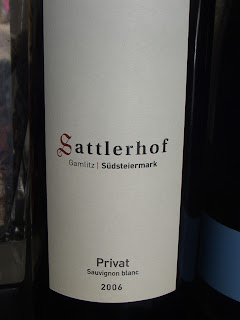 Sattlerhof
Gamlitz | Südsteiermark
Privat
Sauvignon blanc
2006